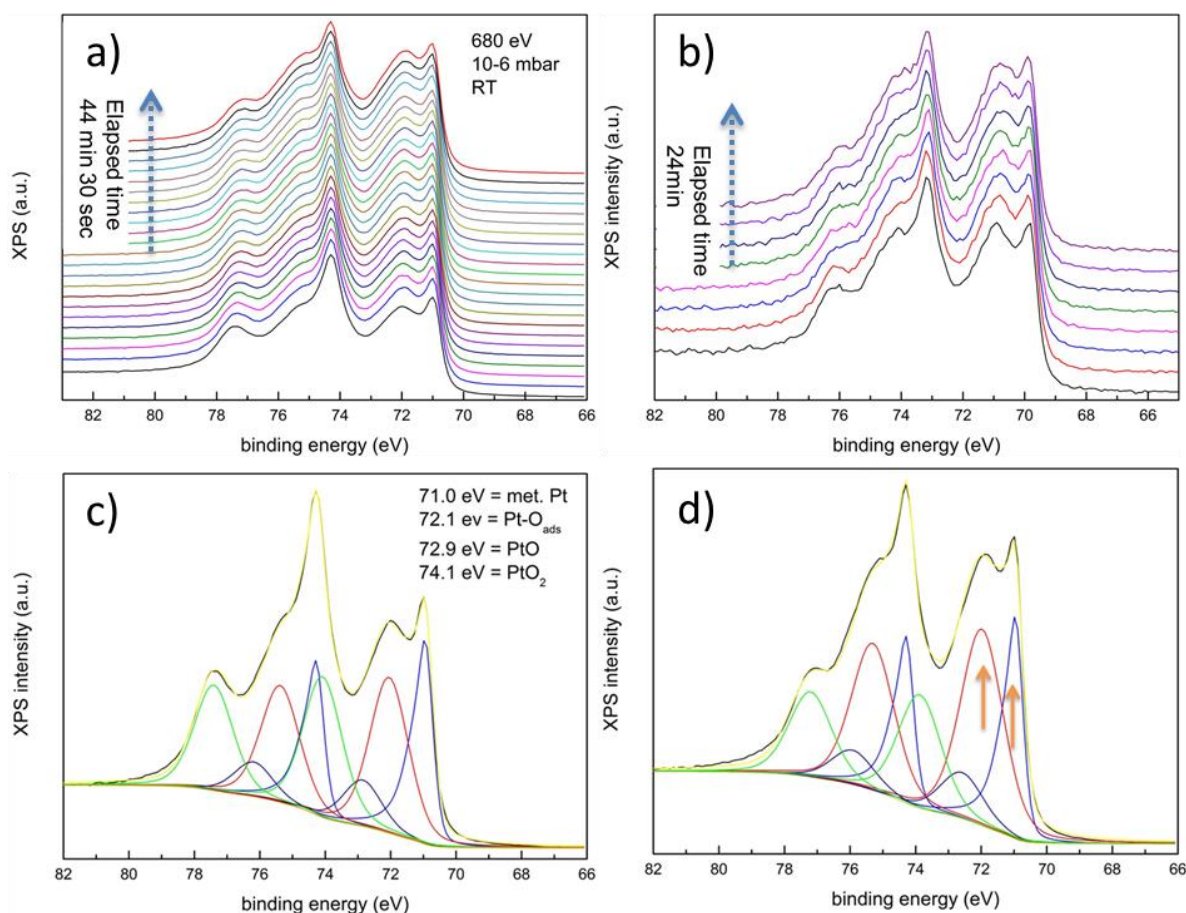 a)
680 eV
10-6 mbar
RT
Elapsed time
44 min 30 sec
XPS (a.u.)
82 80 78 76 74 72 70 68 66
binding energy (eV)
b)
Elapsed time
24min
XPS intensity (a.u.)
82 80 78 76 74 72 70 68 66
binding energy (eV)
c)
71.0 eV = met. Pt
72.1 ev = Pt-Oads
72.9 eV = PtO
74.1 eV = PtO2
XPS intensity (a.u.)
82 80 78 76 74 72 70 68 66
binding energy (eV)
d)
XPS intensity (a.u.)
82 80 78 76 74 72 70 68 66
binding energy (eV)